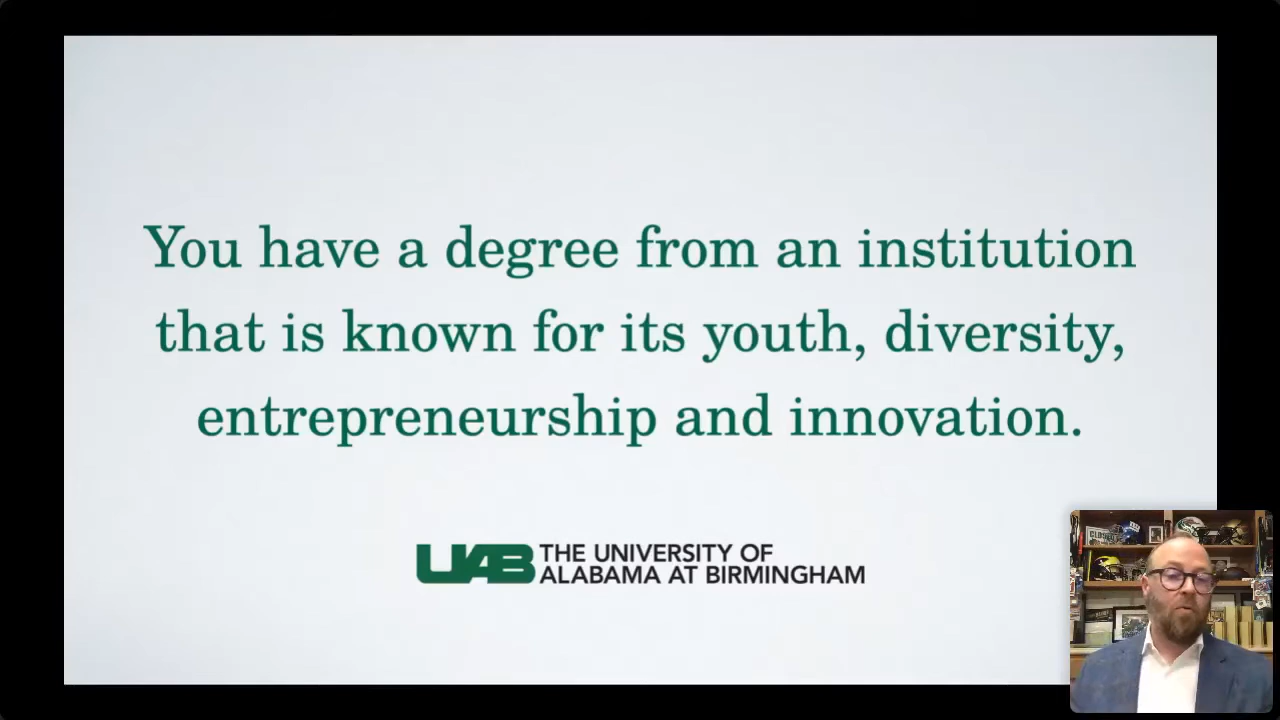 You have a degree from an institution
that is known for its youth, diversity,
entrepreneurship and innovation.
UAB THE UNIVERSITY OF
ALABAMA AT BIRMINGHAM